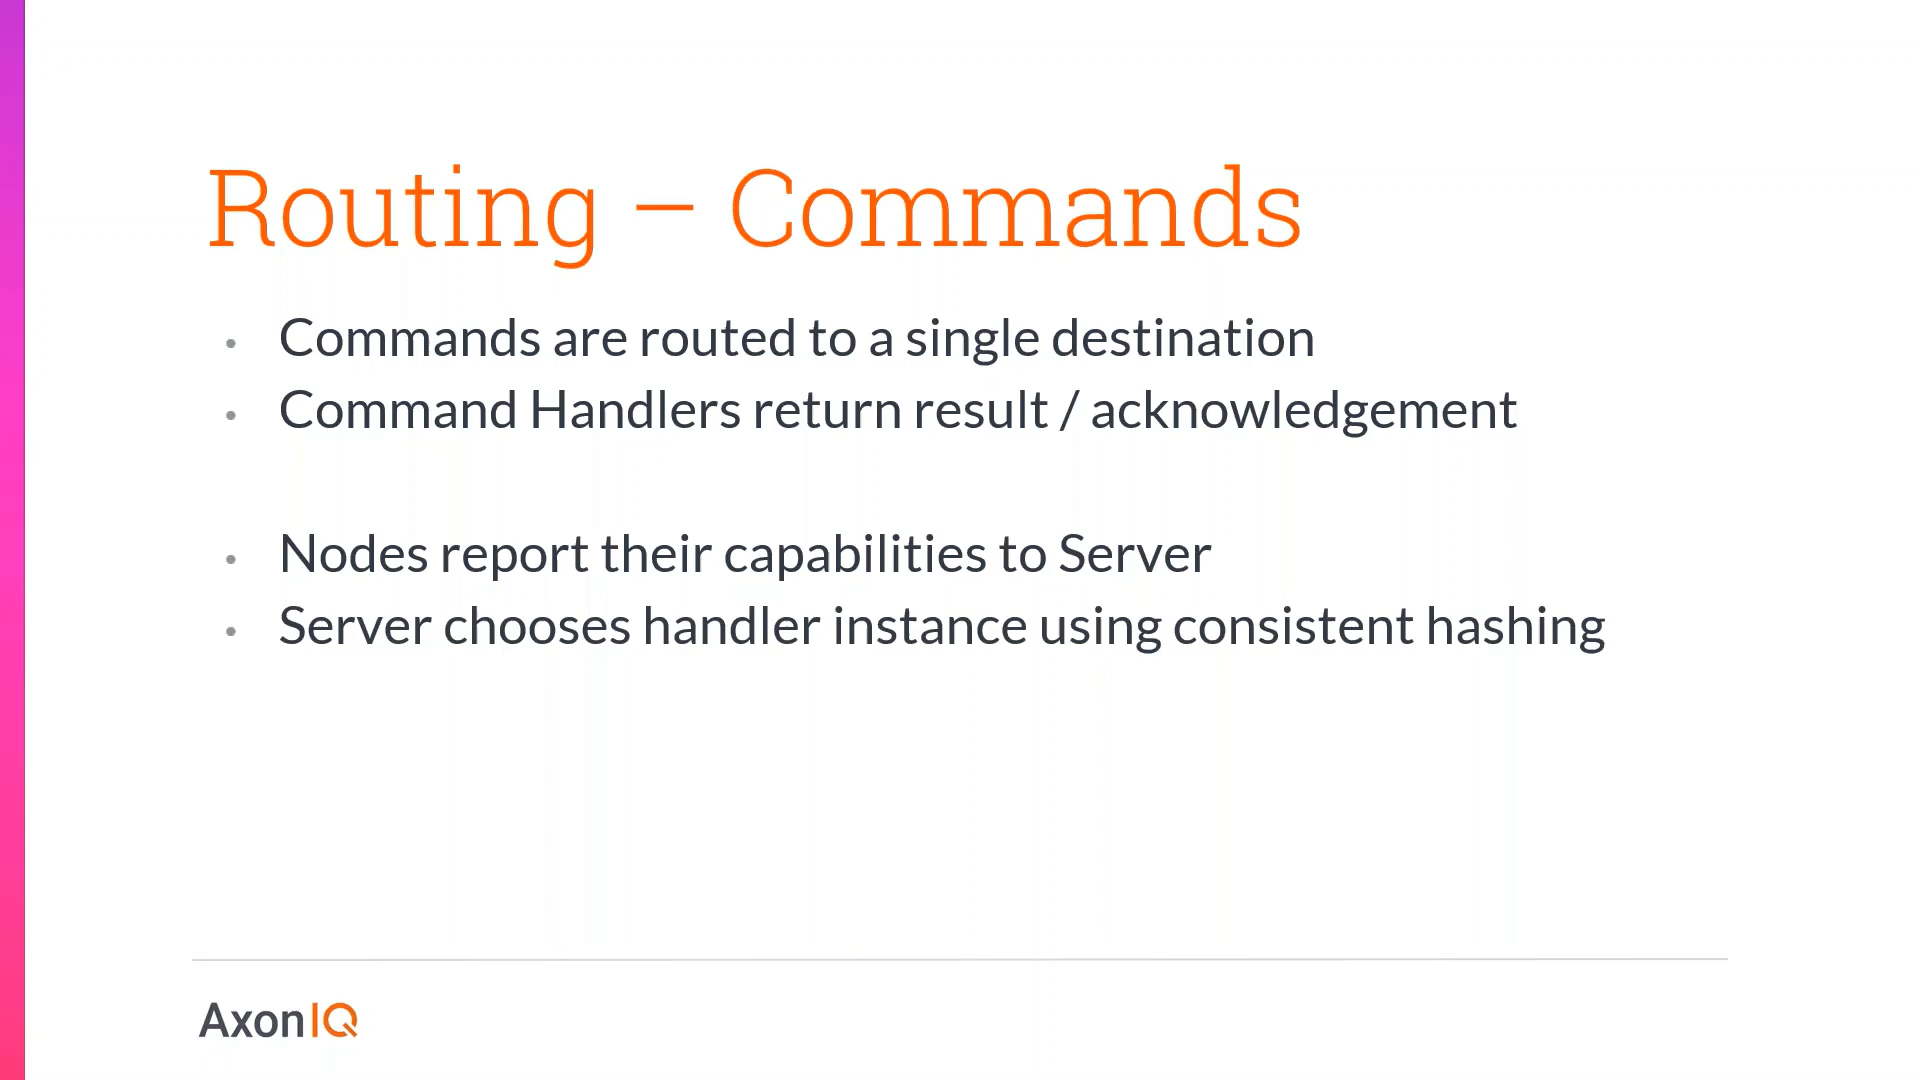 Routing – Commands
• Commands are routed to a single destination
• Command Handlers return result / acknowledgement
• Nodes report their capabilities to Server
• Server chooses handler instance using consistent hashing
AxonIQ